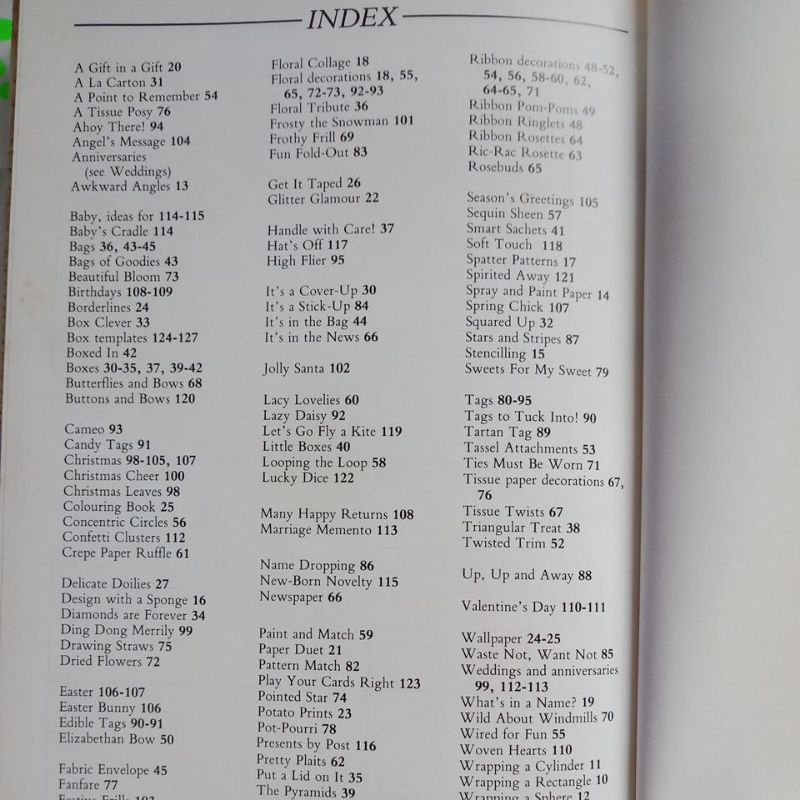 INDEX
A Gift in a Gift 20
A La Carton 31
A Point to Remember 54
A Tissue Posy 76
Ahoy There! 94
Angel's Message 104
Anniversaries
(see Weddings)
Awkward Angles 13
Baby, ideas for 114-115
Baby's Cradle 114
Bags 36, 43-45
Bags of Goodies 43
Beautiful Bloom 73
Birthdays 108-109
Borderlines 24
Box Clever 33
Box templates 124-127
Boxed In 42
Boxes 30-35, 37, 39-42
Butterflies and Bows 68
Buttons and Bows 120
Cameo 93
Candy Tags 91
Christmas 98-105, 107
Christmas Cheer 100
Christmas Leaves 98
Colouring Book 25
Concentric Circles 56
Confetti Clusters 112
Crepe Paper Ruffle 61
Delicate Doilies 27
Design with a Sponge 16
Diamonds are Forever 34
Ding Dong Merrily 99
Drawing Straws 75
Dried Flowers 72
Easter 106-107
Easter Bunny 106
Edible Tags 90-91
Elizabethan Bow 50
Fabric Envelope 45
Fanfare 77
Festive Frills 103
Floral Collage 18
Floral decorations 18, 55,
65, 72-73, 92-93
Floral Tribute 36
Frosty the Snowman 101
Frothy Frill 69
Fun Fold-Out 83
Get It Taped 26
Glitter Glamour 22
Handle with Care! 37
Hat's Off 117
High Flier 95
It's a Cover-Up 30
It's a Stick-Up 84
It's in the Bag 44
It's in the News 66
Jolly Santa 102
Lacy Lovelies 60
Lazy Daisy 92
Let's Go Fly a Kite 119
Little Boxes 40
Looping the Loop 58
Lucky Dice 122
Many Happy Returns 108
Marriage Memento 113
Name Dropping 86
New-Born Novelty 115
Newspaper 66
Paint and Match 59
Paper Duet 21
Pattern Match 82
Play Your Cards Right 123
Pointed Star 74
Potato Prints 23
Pot-Pourri 78
Presents by Post 116
Pretty Plaits 62
Put a Lid on It 35
The Pyramids 39
Ribbon decorations 48-52,
54, 56, 58-60, 62,
64-65, 71
Ribbon Pom-Poms 49
Ribbon Ringlets 48
Ribbon Rosettes 64
Ric-Rac Rosette 63
Rosebuds 65
Season's Greetings 105
Sequin Sheen 57
Smart Sachets 41
Soft Touch 118
Spatter Patterns 17
Spirited Away 121
Spray and Paint Paper 14
Spring Chick 107
Squared Up 32
Stars and Stripes 87
Stencilling 15
Sweets For My Sweet 79
Tags 80-95
Tags to Tuck Into! 90
Tartan Tag 89
Tassel Attachments 53
Ties Must Be Worn 71
Tissue paper decorations 67,
76
Tissue Twists 67
Triangular Treat 38
Twisted Trim 52
Up, Up and Away 88
Valentine's Day 110-111
Wallpaper 24-25
Waste Not, Want Not 85
Weddings and anniversaries
99, 112-113
What's in a Name? 19
Wild About Windmills 70
Wired for Fun 55
Woven Hearts 110
Wrapping a Cylinder 11
Wrapping a Rectangle 10
Wrapping a Sphere 12